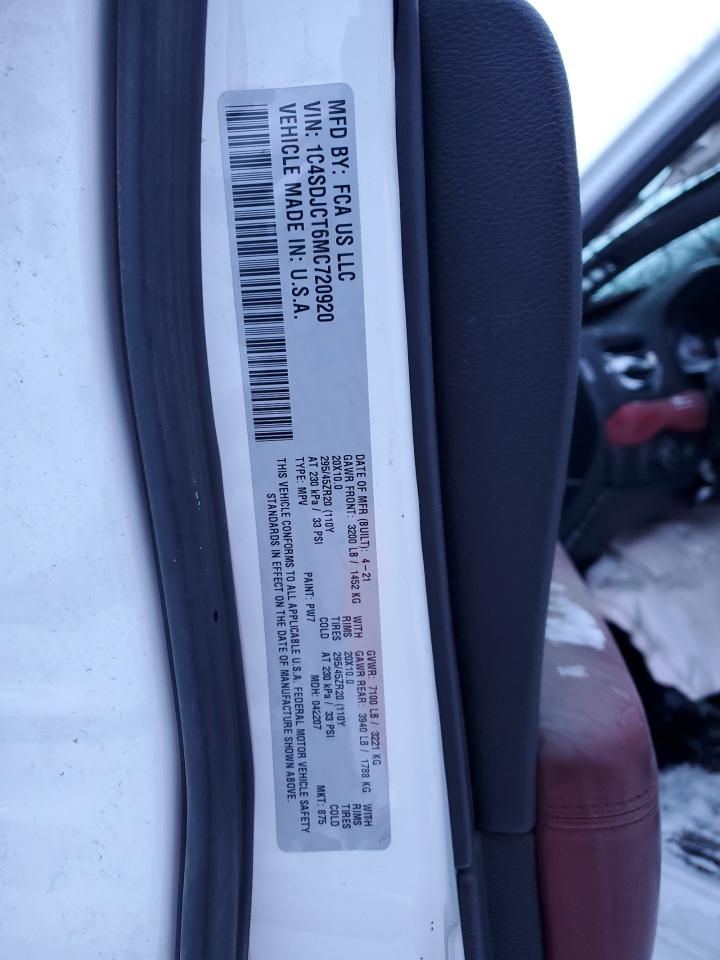 MFD BY: FCA US LLC
VIN: 1C4SDJCT6MC720920
VEHICLE MADE IN: U.S.A.
DATE OF MFR (BUILT): 4-21 GVWR: 7100 LB / 3221 KG
GAWR FRONT: 3200 LB / 1452 KG WITH GAWR REAR: 3940 LB / 1788 KG WITH
20X10.0 RIMS 20X10.0 RIMS
295/45ZR20 (110Y TIRES 295/45ZR20 (110Y TIRES
AT 230 kPa / 33 PSI COLD AT 230 kPa / 33 PSI COLD
TYPE: MPV PAINT: PW7 MDH: 042207 MKT: 875
THIS VEHICLE CONFORMS TO ALL APPLICABLE U.S.A. FEDERAL MOTOR VEHICLE SAFETY
STANDARDS IN EFFECT ON THE DATE OF MANUFACTURE SHOWN ABOVE.